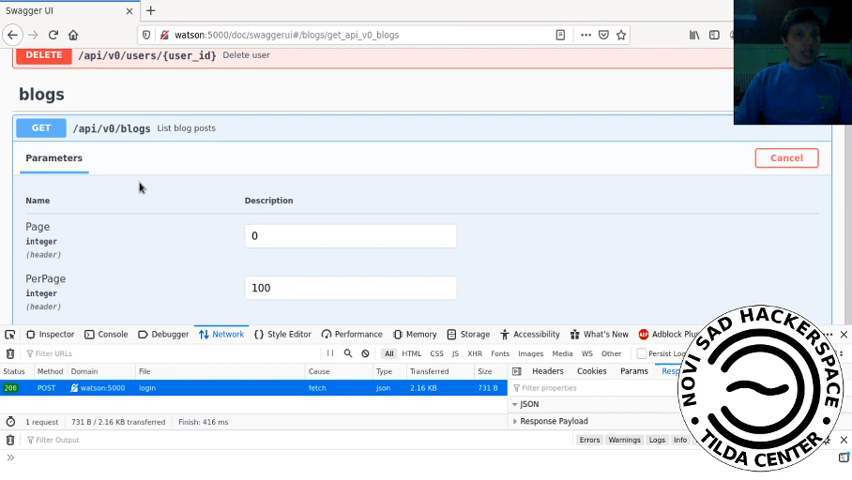 Swagger UI
watson:5000/doc/swaggerui#/blogs/get_api_v0_blogs
DELETE /api/v0/users/{user_id} Delete user
blogs
GET /api/v0/blogs List blog posts
Parameters Cancel
Name Description
Page 0
integer
(header)
PerPage 100
integer
(header)
Inspector Console Debugger Network Style Editor Performance Memory Storage Accessibility What's New Adblock
Filter URLs All HTML CSS JS XHR Fonts Images Media WS Other Persist
Status Method Domain File Cause Type Transferred Size Headers Cookies Params
200 POST watson:5000 login fetch json 2.16 KB 731 B Filter properties
JSON
1 request 731 B / 2.16 KB transferred Finish: 416 ms Response Payload
Filter Output Errors Warnings Logs Info
NOVI SAD HACKERSPACE
TILDA CENTER